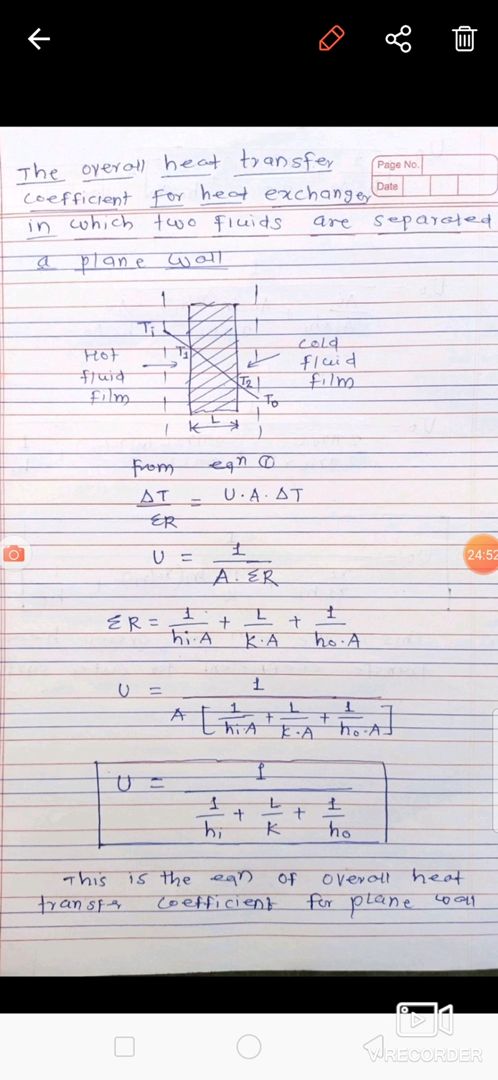 The overall heat transfer
Page No.
coefficient for heat exchanger
Date
in which two fluids are separated
a plane wall
Ti
T1
Hot
fluid
film
cold
fluid
film
T2
To
L
From eqn ①
ΔT/ΣR = U·A·ΔT
U = 1/A·ΣR
ΣR = 1/hi·A + L/K·A + 1/ho·A
U = 1/A[1/hi·A + L/K·A + 1/ho·A]
U = 1/1/hi + L/K + 1/ho
This is the eqn of overall heat
transfer coefficient for plane wall
24:52
VRECORDER